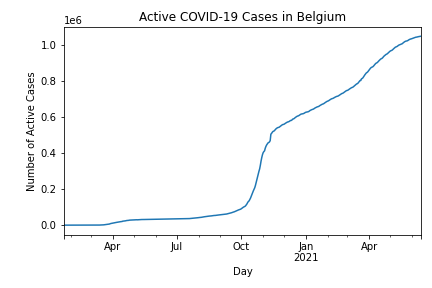 Active COVID-19 Cases in Belgium
1e6
1.0
0.8
0.6
0.4
0.2
0.0
Number of Active Cases
Apr Jul Oct Jan Apr
2021
Day